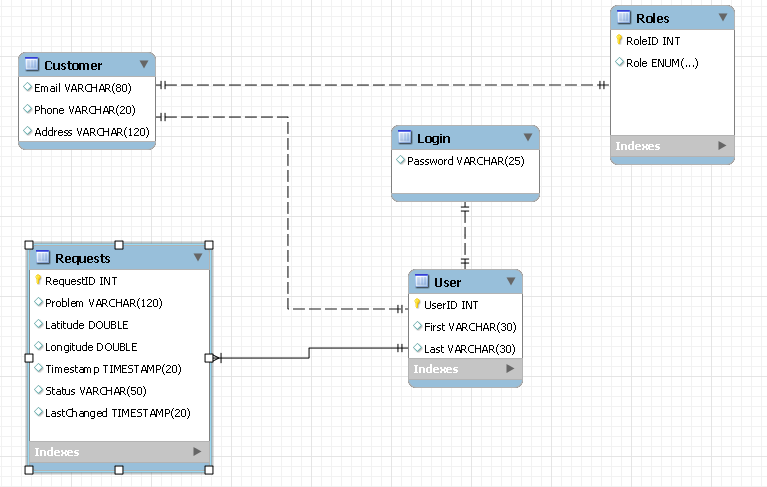 Roles
RoleID INT
Role ENUM(...)
Indexes
Customer
Email VARCHAR(80)
Phone VARCHAR(20)
Address VARCHAR(120)
Login
Password VARCHAR(25)
Requests
RequestID INT
Problem VARCHAR(120)
Latitude DOUBLE
Longitude DOUBLE
Timestamp TIMESTAMP(20)
Status VARCHAR(50)
LastChanged TIMESTAMP(20)
Indexes
User
UserID INT
First VARCHAR(30)
Last VARCHAR(30)
Indexes